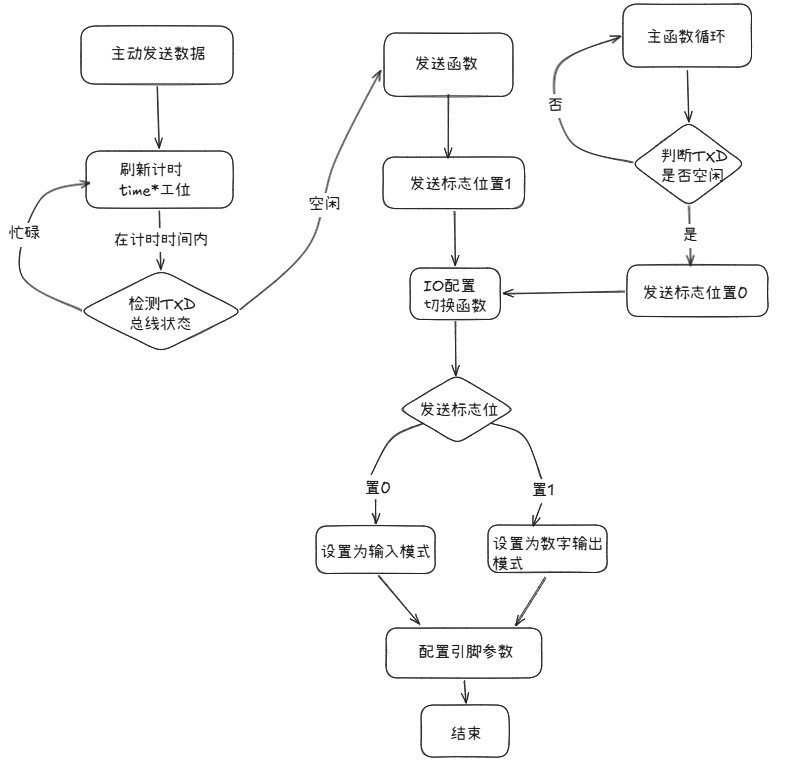 主动发送数据
刷新计时
time*工位
忙碌
在计时时间内
检测TXD
总线状态
空闲
发送函数
发送标志位置1
IO配置
切换函数
发送标志位
置0
置1
设置为输入模式
设置为数字输出
模式
配置引脚参数
结束
主函数循环
否
判断TXD
是否空闲
是
发送标志位置0